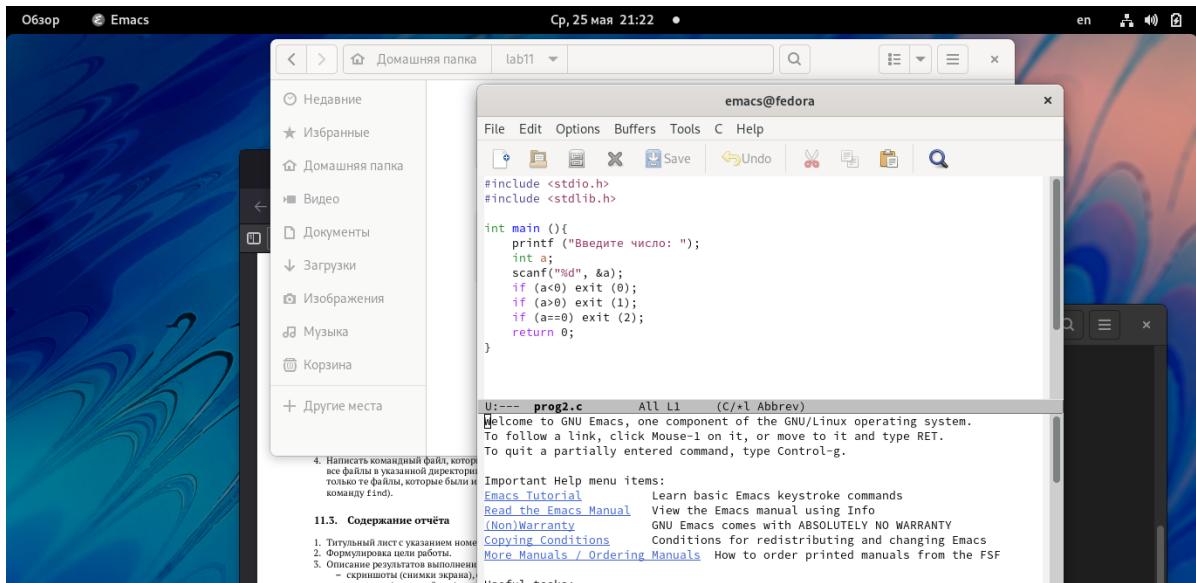 Обзор
Emacs
Ср, 25 мая 21:22
en
Домашняя папка
lab11
Недавние
Избранные
Домашняя папка
Видео
Документы
Загрузки
Изображения
Музыка
Корзина
Другие места
emacs@fedora
File Edit Options Buffers Tools C Help
Save
Undo
#include <stdio.h>
#include <stdlib.h>
int main (){
printf ("Введите число: ");
int a;
scanf("%d", &a);
if (a<0) exit (0);
if (a>0) exit (1);
if (a==0) exit (2);
return 0;
}
U:--- prog2.c All L1 (C/*l Abbrev)
Welcome to GNU Emacs, one component of the GNU/Linux operating system.
To follow a link, click Mouse-1 on it, or move to it and type RET.
To quit a partially entered command, type Control-g.
Important Help menu items:
Emacs Tutorial Learn basic Emacs keystroke commands
Read the Emacs Manual View the Emacs manual using Info
(Non)Warranty GNU Emacs comes with ABSOLUTELY NO WARRANTY
Copying Conditions Conditions for redistributing and changing Emacs
More Manuals / Ordering Manuals How to order printed manuals from the FSF
4. Написать командный файл,
все файлы в указанной
только те файлы, которые были
команду find).
11.3. Содержание отчёта
1. Титульный лист с указанием
2. Формулировка цели работы.
3. Описание результатов
– скриншоты (снимки экрана),